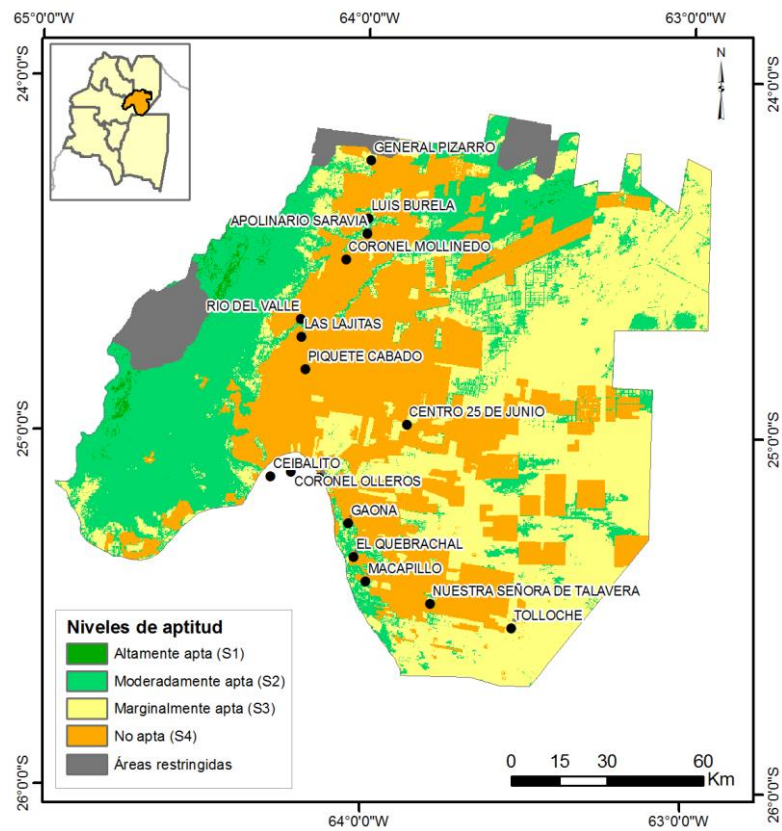 65°0'0"W
64°0'0"W
63°0'0"W
24°0'0"S
24°0'0"S
N
GENERAL PIZARRO
LUIS BURELA
APOLINARIO SARAVIA
CORONEL MOLLINEDO
RIO DEL VALLE
LAS LAJITAS
PIQUETE CABADO
CENTRO 25 DE JUNIO
25°0'0"S
25°0'0"S
CEIBALITO
CORONEL OLLEROS
GAONA
EL QUEBRACHAL
MACAPILLO
NUESTRA SEÑORA DE TALAVERA
TOLLOCHE
Niveles de aptitud
Altamente apta (S1)
Moderadamente apta (S2)
Marginalmente apta (S3)
No apta (S4)
Áreas restringidas
0 15 30 60
Km
26°0'0"S
26°0'0"S
64°0'0"W
63°0'0"W